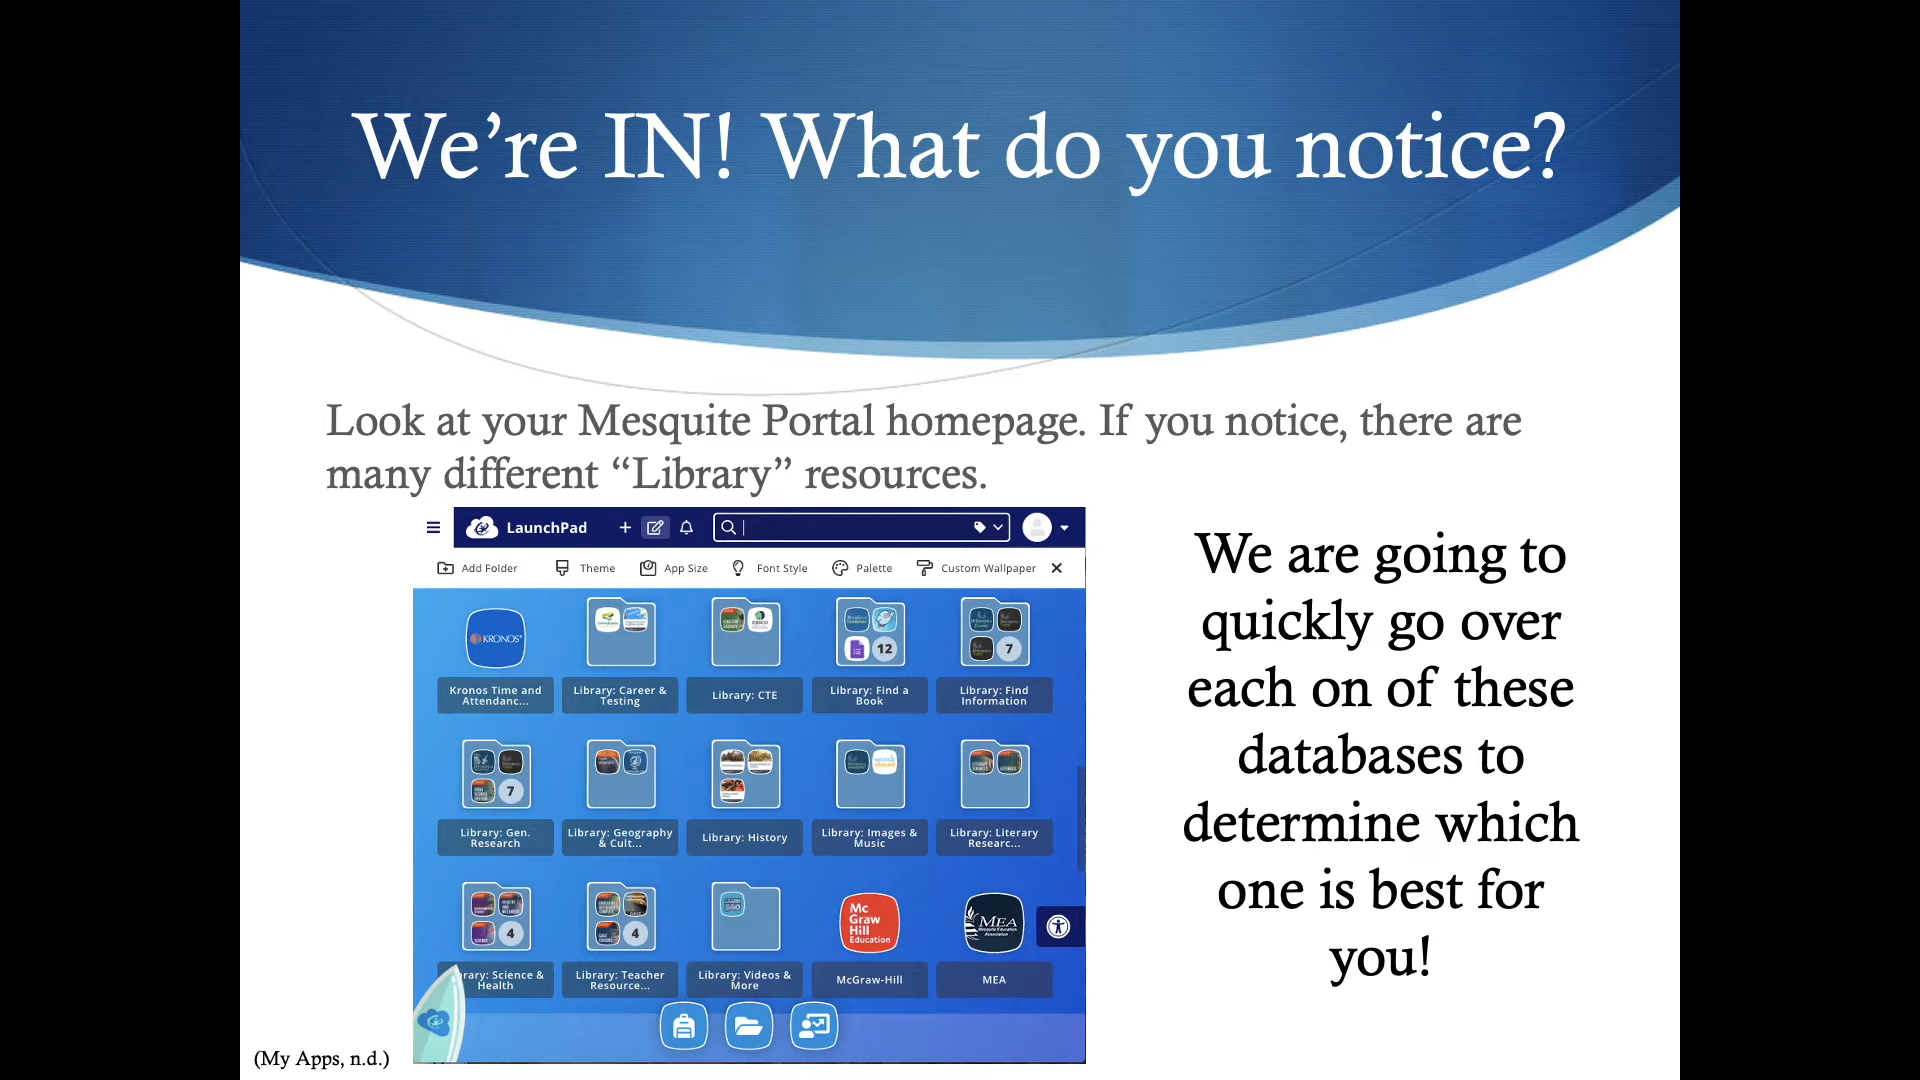 We're IN! What do you notice?
Look at your Mesquite Portal homepage. If you notice, there are
many different “Library” resources.
LaunchPad
Add Folder Theme App Size Font Style Palette Custom Wallpaper
KRONOS
12
7
Kronos Time and
Attendanc...
Library: Career &
Testing
Library: CTE
Library: Find a
Book
Library: Find
Information
7
Library: Gen.
Research
Library: Geography
& Cult...
Library: History
Library: Images &
Music
Library: Literary
Researc...
4
4
Mc
Graw
Hill
Education
MEA
Mesquite Education
Association
rary: Science &
Health
Library: Teacher
Resource...
Library: Videos &
More
McGraw-Hill
MEA
We are going to
quickly go over
each on of these
databases to
determine which
one is best for
you!
(My Apps, n.d.)